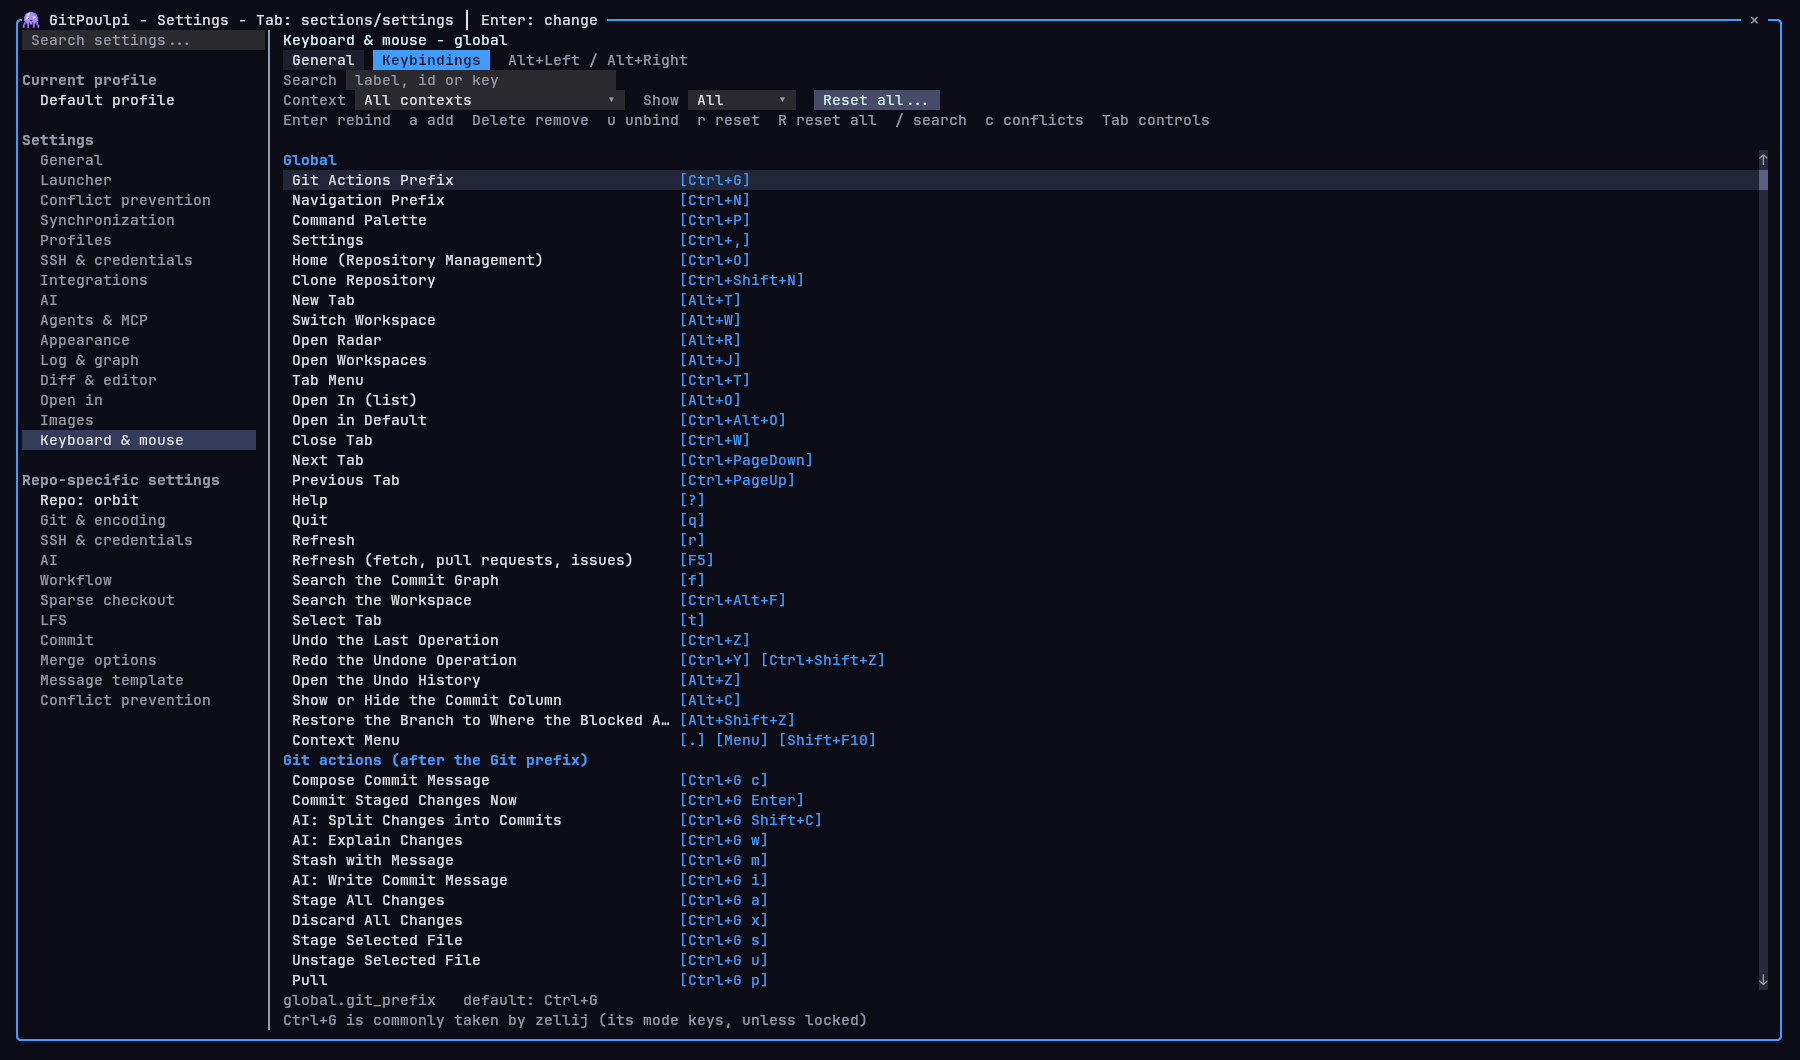 GitPoulpi - Settings - Tab: sections/settings │ Enter: change ×
Search settings...
Current profile
Default profile
Settings
General
Launcher
Conflict prevention
Synchronization
Profiles
SSH & credentials
Integrations
AI
Agents & MCP
Appearance
Log & graph
Diff & editor
Open in
Images
Keyboard & mouse
Repo-specific settings
Repo: orbit
Git & encoding
SSH & credentials
AI
Workflow
Sparse checkout
LFS
Commit
Merge options
Message template
Conflict prevention
Keyboard & mouse - global
General Keybindings Alt+Left / Alt+Right
Search label, id or key
Context All contexts ▾ Show All ▾ Reset all...
Enter rebind a add Delete remove u unbind r reset R reset all / search c conflicts Tab controls
Global
Git Actions Prefix [Ctrl+G]
Navigation Prefix [Ctrl+N]
Command Palette [Ctrl+P]
Settings [Ctrl+,]
Home (Repository Management) [Ctrl+O]
Clone Repository [Ctrl+Shift+N]
New Tab [Alt+T]
Switch Workspace [Alt+W]
Open Radar [Alt+R]
Open Workspaces [Alt+J]
Tab Menu [Ctrl+T]
Open In (list) [Alt+O]
Open in Default [Ctrl+Alt+O]
Close Tab [Ctrl+W]
Next Tab [Ctrl+PageDown]
Previous Tab [Ctrl+PageUp]
Help [?]
Quit [q]
Refresh [r]
Refresh (fetch, pull requests, issues) [F5]
Search the Commit Graph [f]
Search the Workspace [Ctrl+Alt+F]
Select Tab [t]
Undo the Last Operation [Ctrl+Z]
Redo the Undone Operation [Ctrl+Y] [Ctrl+Shift+Z]
Open the Undo History [Alt+Z]
Show or Hide the Commit Column [Alt+C]
Restore the Branch to Where the Blocked A… [Alt+Shift+Z]
Context Menu [.] [Menu] [Shift+F10]
Git actions (after the Git prefix)
Compose Commit Message [Ctrl+G c]
Commit Staged Changes Now [Ctrl+G Enter]
AI: Split Changes into Commits [Ctrl+G Shift+C]
AI: Explain Changes [Ctrl+G w]
Stash with Message [Ctrl+G m]
AI: Write Commit Message [Ctrl+G i]
Stage All Changes [Ctrl+G a]
Discard All Changes [Ctrl+G x]
Stage Selected File [Ctrl+G s]
Unstage Selected File [Ctrl+G u]
Pull [Ctrl+G p]
global.git_prefix default: Ctrl+G
Ctrl+G is commonly taken by zellij (its mode keys, unless locked)